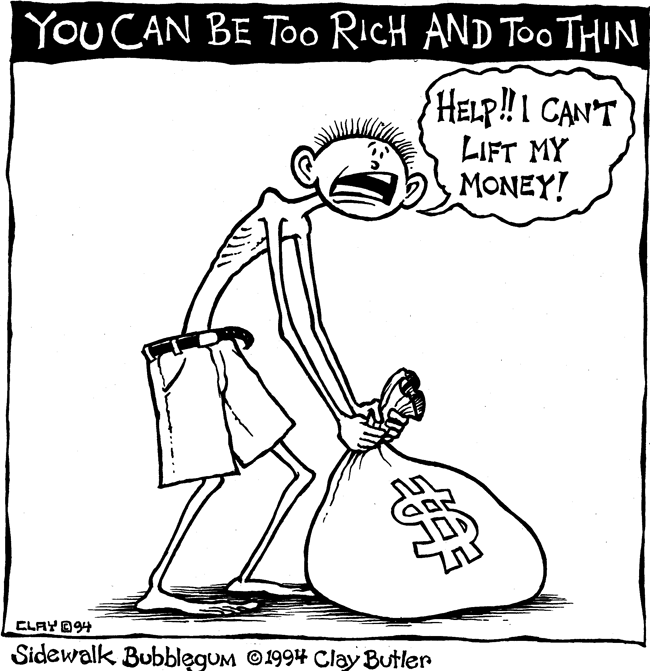 YOU CAN BE TOO RICH AND TOO THIN
HELP!! I CAN'T
LIFT MY
MONEY!
$
CLAY ©94
Sidewalk Bubblegum ©1994 Clay Butler